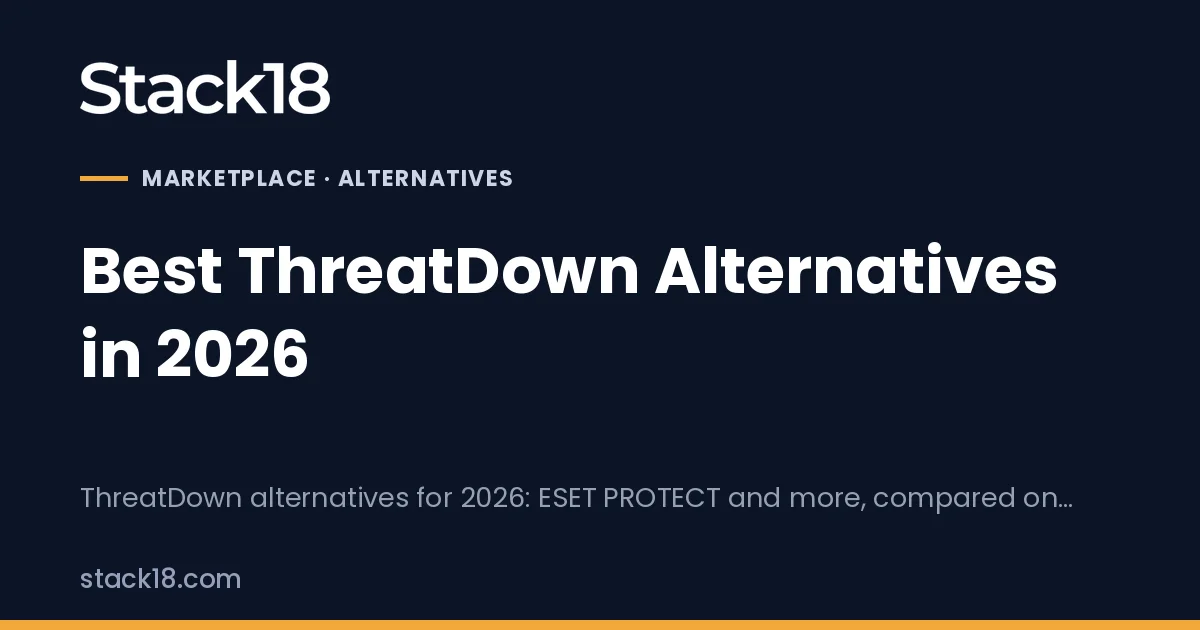 Stack18
MARKETPLACE · ALTERNATIVES
Best ThreatDown Alternatives
in 2026
ThreatDown alternatives for 2026: ESET PROTECT and more, compared on...
stack18.com